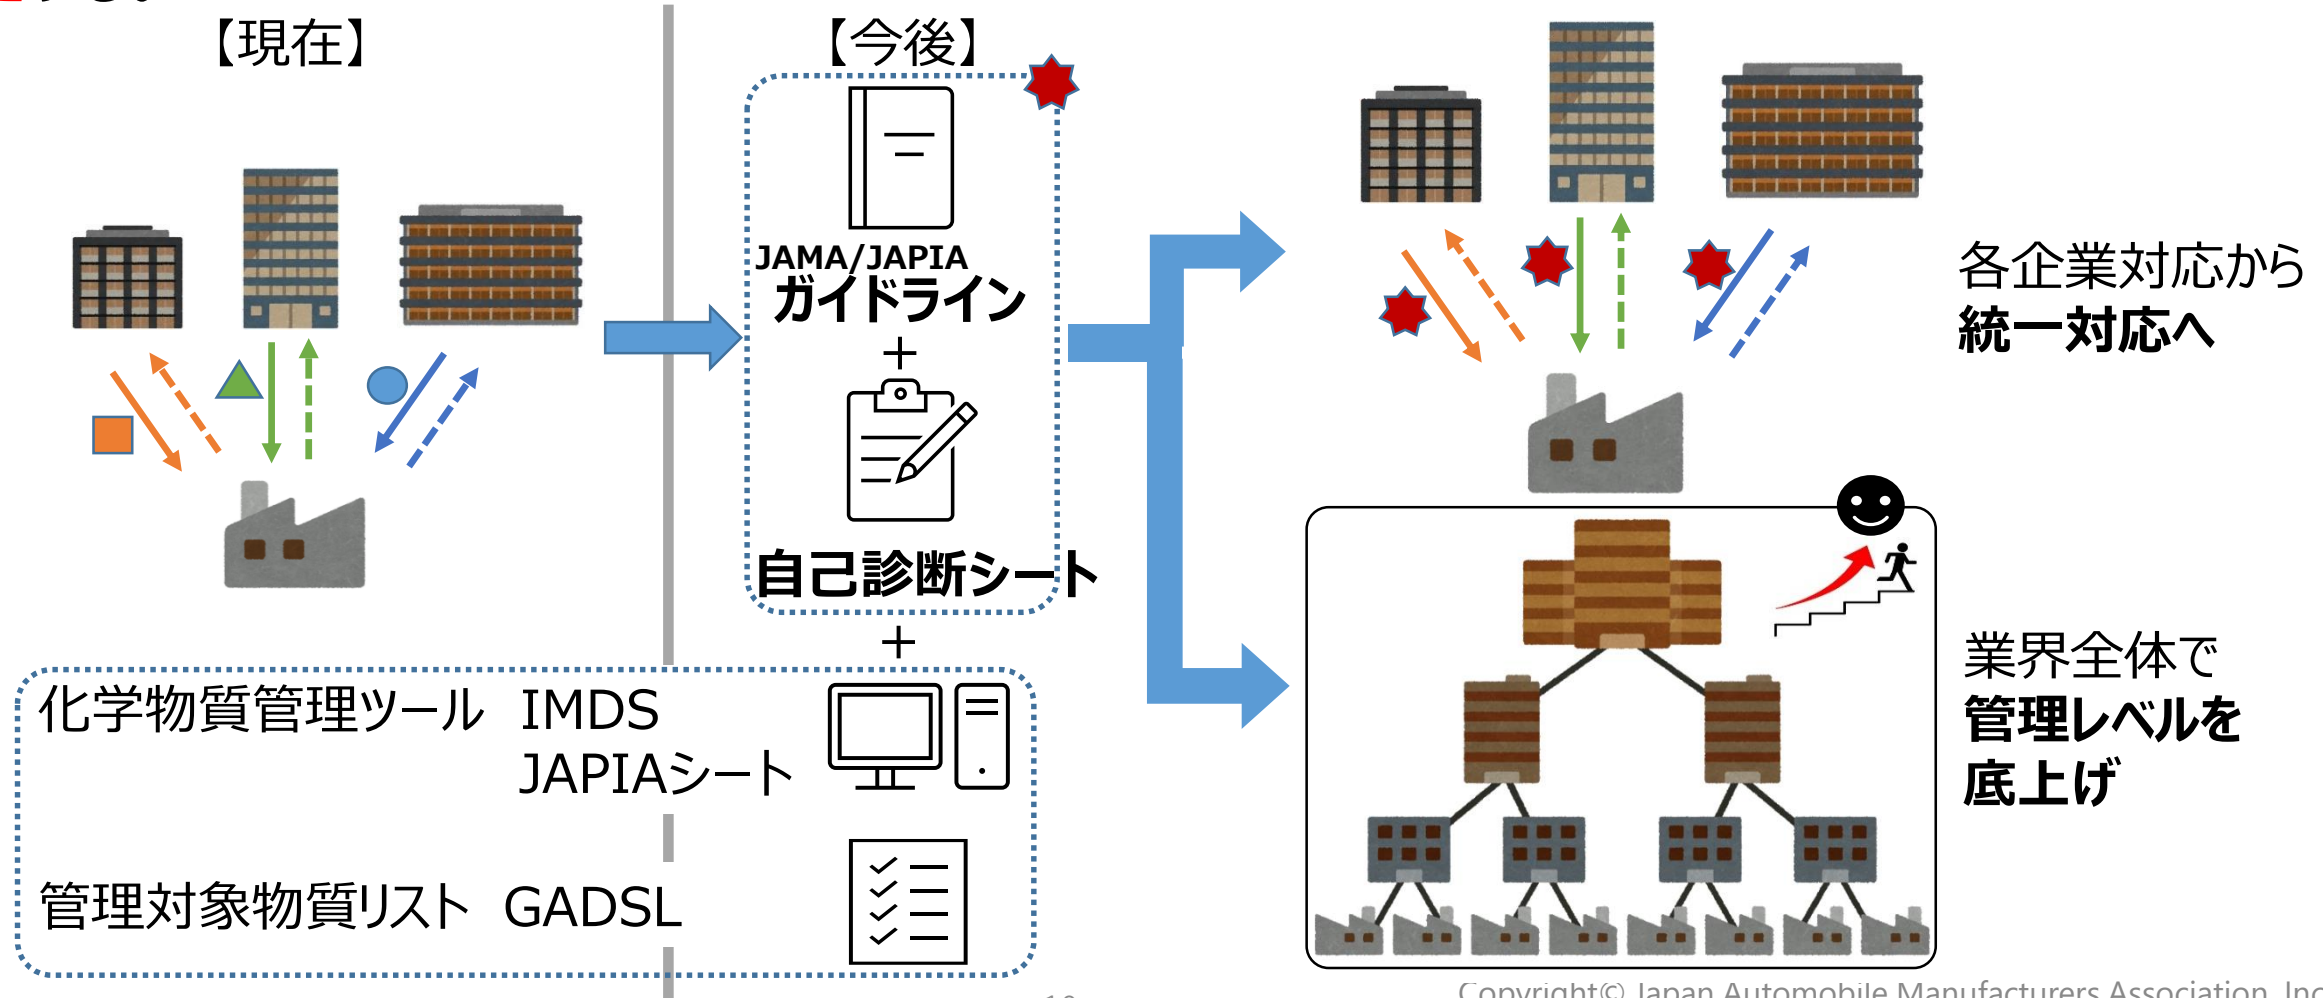 する。
【現在】
【今後】
JAMA/JAPIA
ガイドライン
+
自己診断シート
+
化学物質管理ツール IMDS
JAPIAシート
管理対象物質リスト GADSL
各企業対応から
統一対応へ
業界全体で
管理レベルを
底上げ
Copyright© Japan Automobile Manufacturers Association, Inc